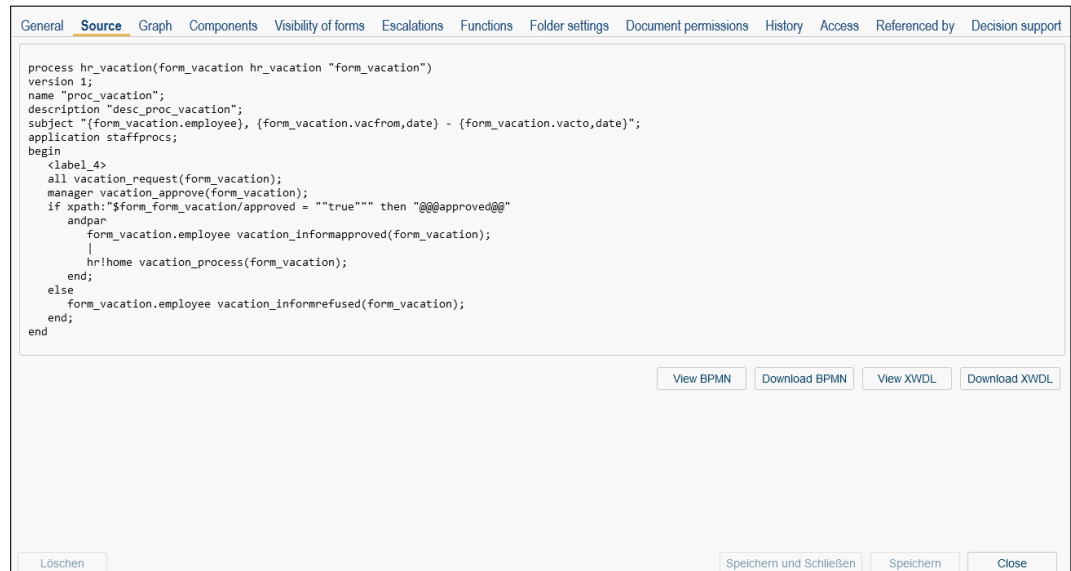 General Source Graph Components Visibility of forms Escalations Functions Folder settings Document permissions History Access Referenced by Decision support
process hr_vacation(form_vacation hr_vacation "form_vacation")
version 1;
name "proc_vacation";
description "desc_proc_vacation";
subject "{form_vacation.employee}, {form_vacation.vacfrom,date} - {form_vacation.vacto,date}";
application staffprocs;
begin
   <label_4>
   all vacation_request(form_vacation);
   manager vacation_approve(form_vacation);
   if xpath:"$form_form_vacation/approved = ""true""" then "@@@approved@@"
      andpar
         form_vacation.employee vacation_informapproved(form_vacation);
         |
         hr!home vacation_process(form_vacation);
      end;
   else
      form_vacation.employee vacation_informrefused(form_vacation);
   end;
end
View BPMN Download BPMN View XWDL Download XWDL
Löschen Speichern und Schließen Speichern Close